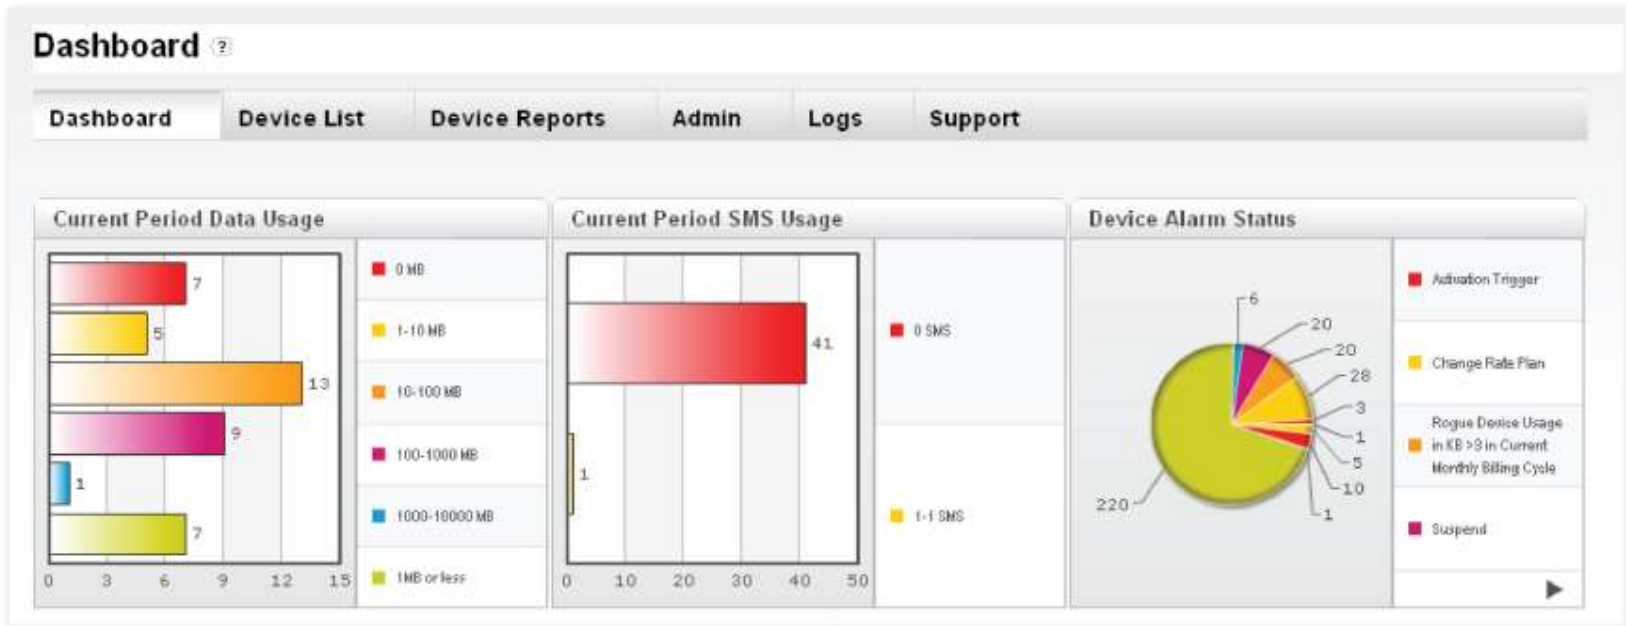 Dashboard ?
Dashboard Device List Device Reports Admin Logs Support
Current Period Data Usage
7
5
13
9
1
7
0 3 6 9 12 15
0 MB
1-10 MB
10-100 MB
100-1000 MB
1000-10000 MB
1MB or less
Current Period SMS Usage
41
1
0 10 20 30 40 50
0 SMS
1-1 SMS
Device Alarm Status
6
20
20
28
3
1
5
10
1
220
Activation Trigger
Change Rate Plan
Rogue Device Usage
in KB >3 in Current
Monthly Billing Cycle
Suspend